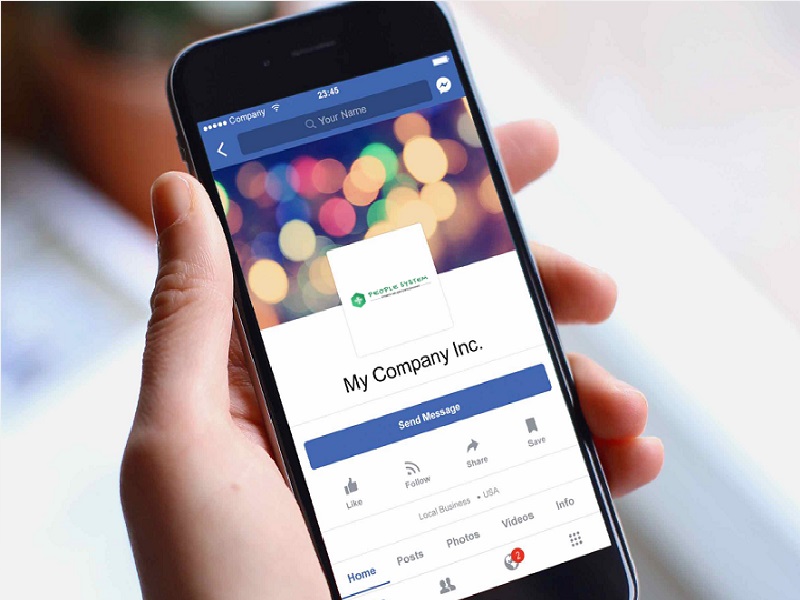 Company 23:45
Your Name
PEOPLE SYSTEM
My Company Inc.
Send Message
Like Follow Share Save
Local Business • USA
Home Posts Photos Videos Info
2